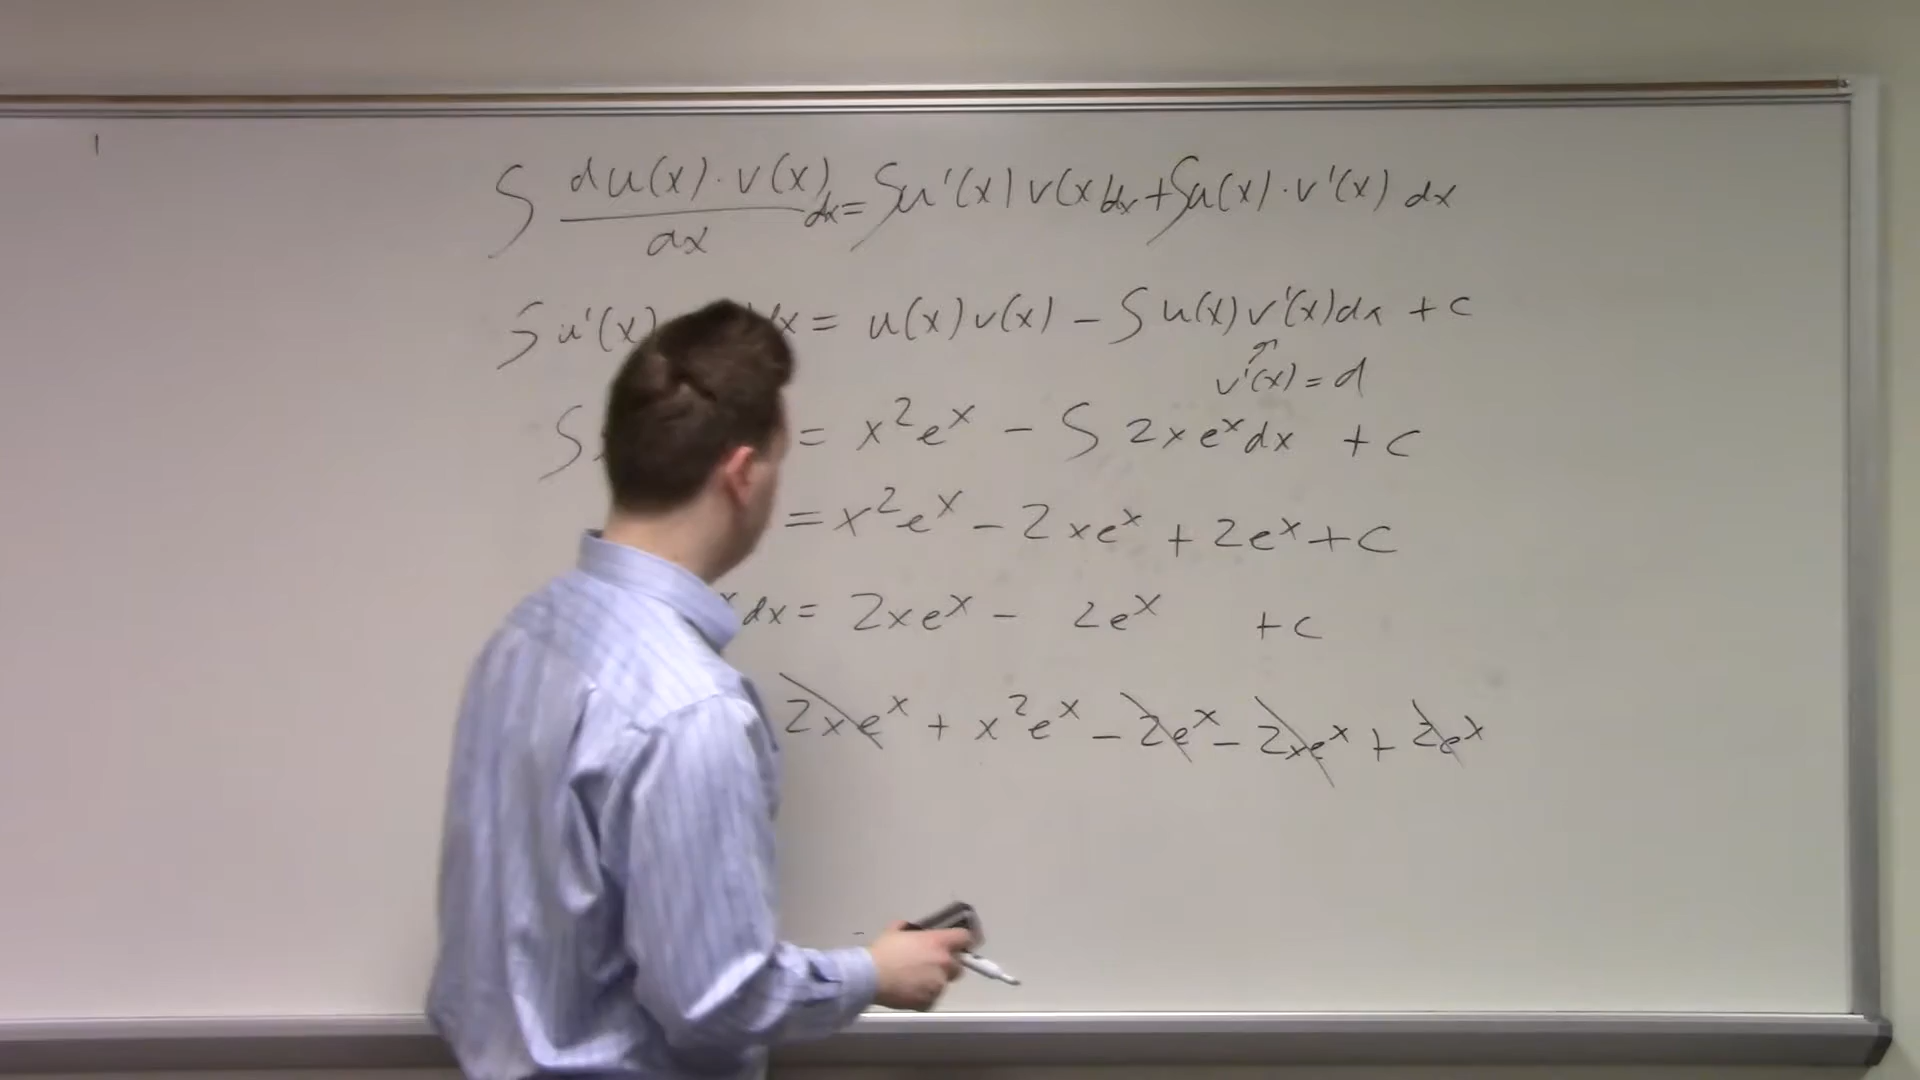 ∫ du(x)·v(x)/dx dx = ∫u'(x)v(x)dx + ∫u(x)·v'(x) dx
∫u'(x) dx = u(x)v(x) - ∫u(x)v'(x)dx + c
v'(x) = d
∫ = x²eˣ - ∫ 2xeˣdx + c
= x²eˣ - 2xeˣ + 2eˣ + c
ˣ dx = 2xeˣ - 2eˣ + c
2xeˣ + x²eˣ - 2eˣ - 2xeˣ + 2eˣ